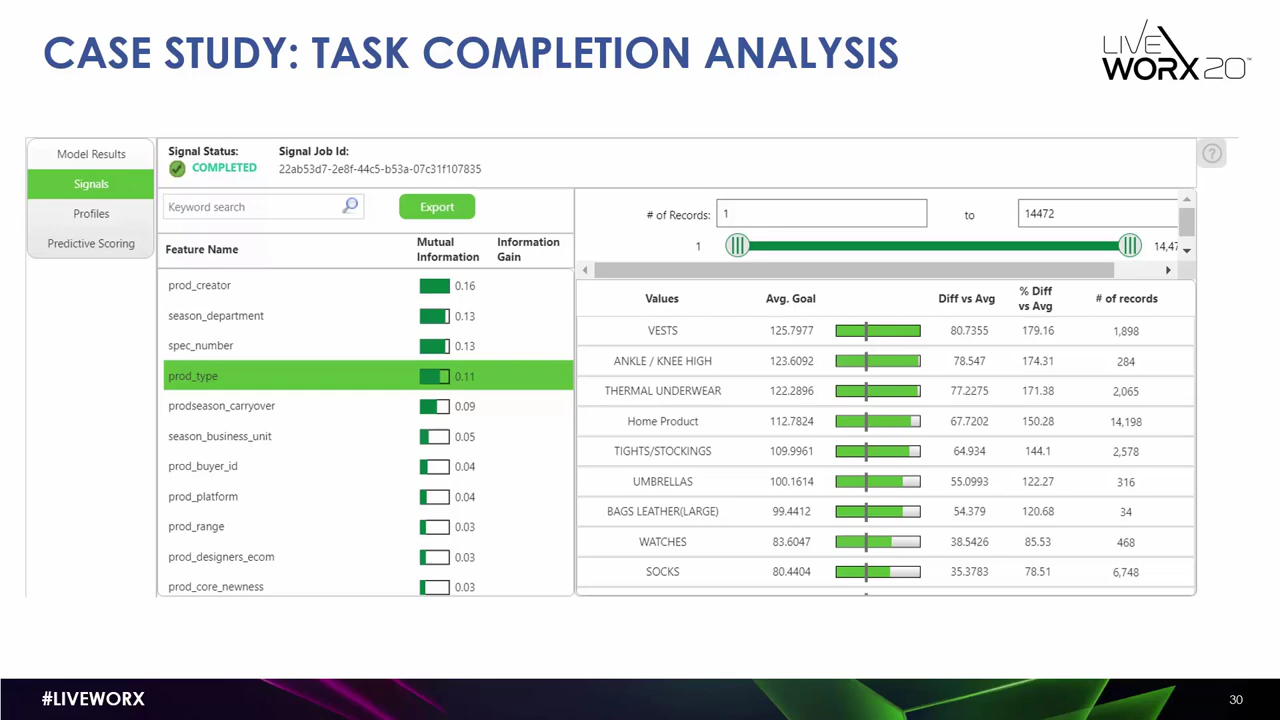 CASE STUDY: TASK COMPLETION ANALYSIS
LIVE
WORX 20™
Model Results
Signals
Profiles
Predictive Scoring
Signal Status:
COMPLETED
Signal Job Id:
22ab53d7-2e8f-44c5-b53a-07c31f107835
?
Keyword search
Export
# of Records:
1
to
14472
1
14,47
Feature Name
Mutual Information
Information Gain
prod_creator 0.16
season_department 0.13
spec_number 0.13
prod_type 0.11
prodseason_carryover 0.09
season_business_unit 0.05
prod_buyer_id 0.04
prod_platform 0.04
prod_range 0.03
prod_designers_ecom 0.03
prod_core_newness 0.03
Values Avg. Goal Diff vs Avg % Diff vs Avg # of records
VESTS 125.7977 80.7355 179.16 1,898
ANKLE / KNEE HIGH 123.6092 78.547 174.31 284
THERMAL UNDERWEAR 122.2896 77.2275 171.38 2,065
Home Product 112.7824 67.7202 150.28 14,198
TIGHTS/STOCKINGS 109.9961 64.934 144.1 2,578
UMBRELLAS 100.1614 55.0993 122.27 316
BAGS LEATHER(LARGE) 99.4412 54.379 120.68 34
WATCHES 83.6047 38.5426 85.53 468
SOCKS 80.4404 35.3783 78.51 6,748
#LIVEWORX
30